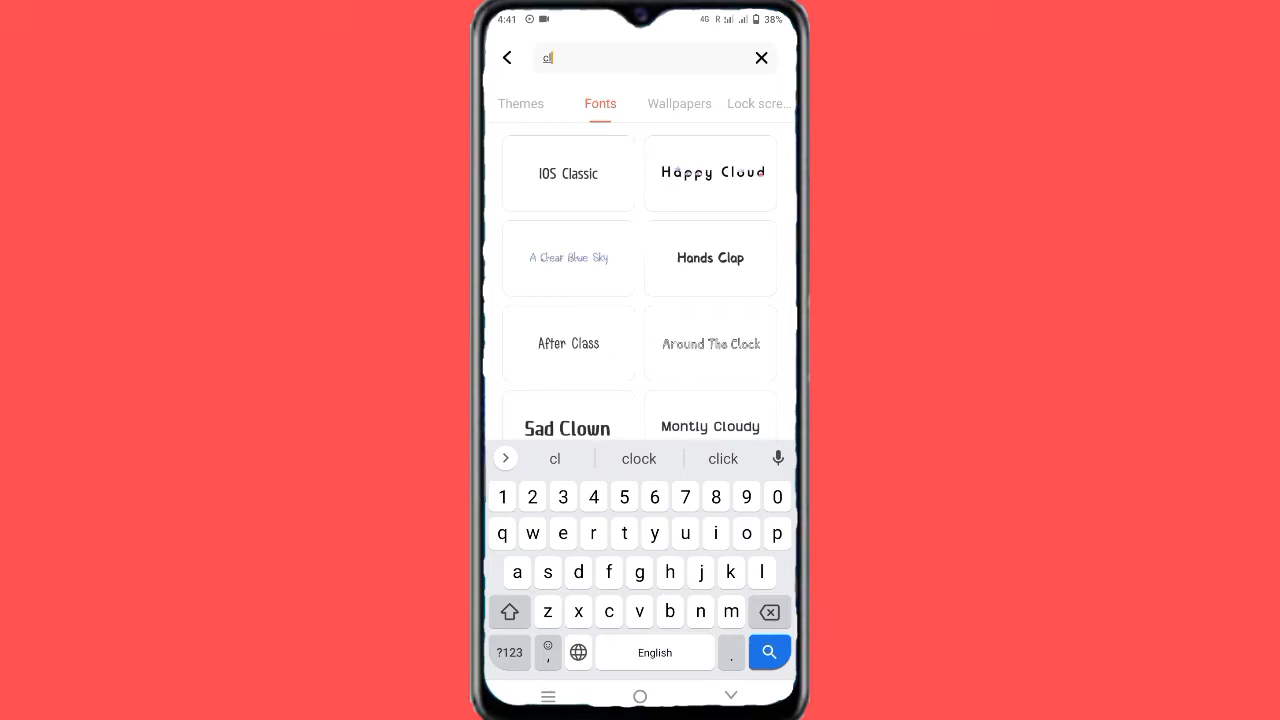 4:41 4G R 38%
cl
Themes Fonts Wallpapers Lock scre...
IOS Classic Happy Cloud
A Clear Blue Sky Hands Clap
After Class Around The Clock
Sad Clown Montly Cloudy
cl clock click
1 2 3 4 5 6 7 8 9 0
q w e r t y u i o p
a s d f g h j k l
z x c v b n m
?123 , English .